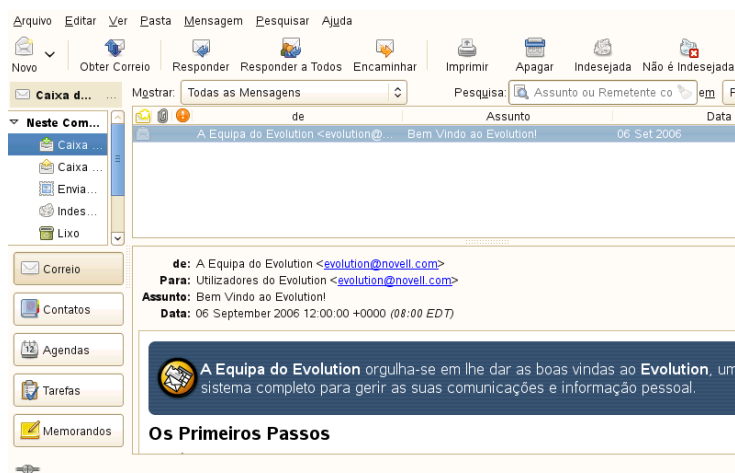 Arquivo Editar Ver Pasta Mensagem Pesquisar Ajuda
Novo Obter Correio Responder Responder a Todos Encaminhar Imprimir Apagar Indesejada Não é Indesejada
Caixa d... ... Mostrar: Todas as Mensagens Pesquisa: Assunto ou Remetente co em
Neste Com...
Caixa ...
Caixa ...
Envia...
Indes...
Lixo
de Assunto Data
A Equipa do Evolution <evolution@... Bem Vindo ao Evolution! 06 Set 2006
Correio
Contatos
12 Agendas
Tarefas
Memorandos
de: A Equipa do Evolution <evolution@novell.com>
Para: Utilizadores do Evolution <evolution@novell.com>
Assunto: Bem Vindo ao Evolution!
Data: 06 September 2006 12:00:00 +0000 (08:00 EDT)
A Equipa do Evolution orgulha-se em lhe dar as boas vindas ao Evolution, um
sistema completo para gerir as suas comunicações e informação pessoal.
Os Primeiros Passos